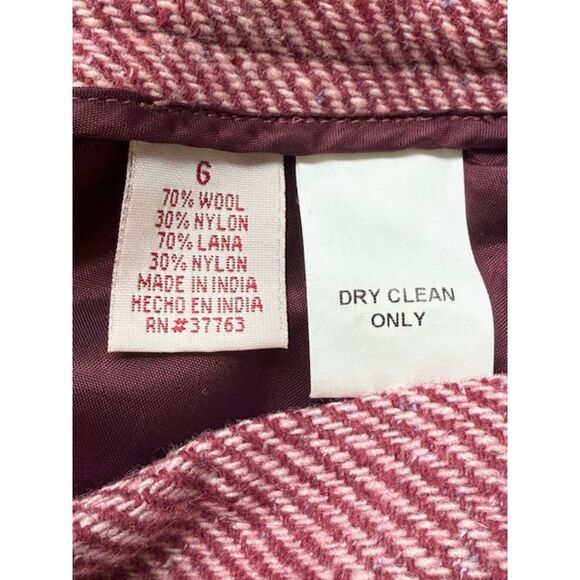 6
70% WOOL
30% NYLON
70% LANA
30% NYLON
MADE IN INDIA
HECHO EN INDIA
RN#37763
DRY CLEAN
ONLY